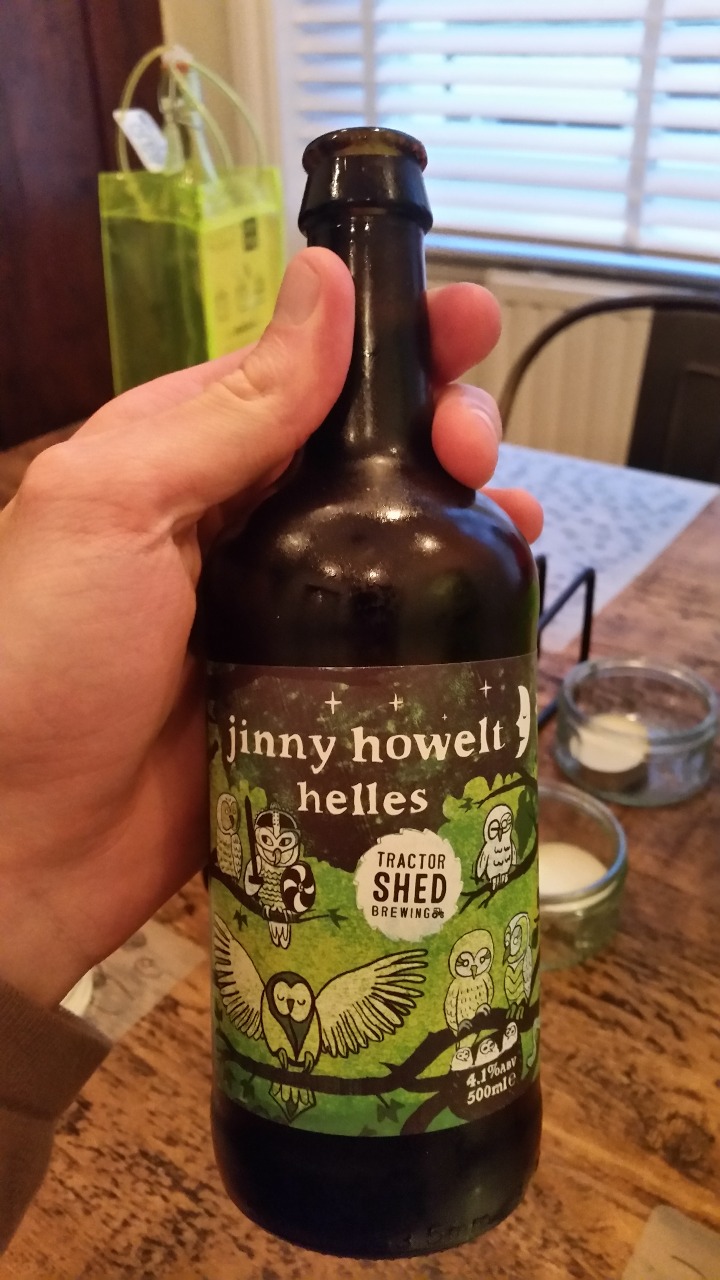 jinny howelt
helles
TRACTOR
SHED
BREWING
4.1%ABV
500ml e